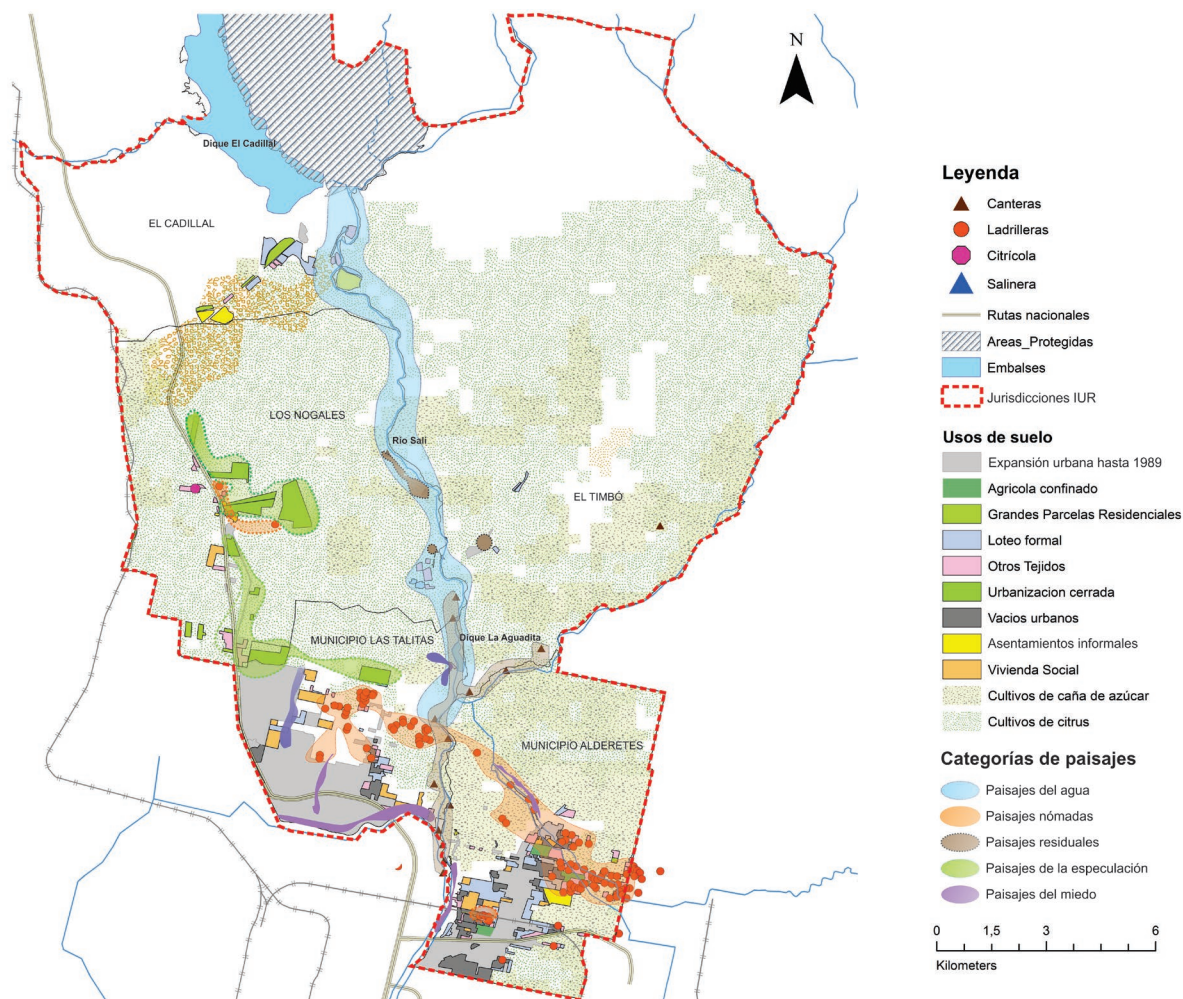 N
Dique El Cadillal
EL CADILLAL
LOS NOGALES
Rio Salí
EL TIMBÓ
MUNICIPIO LAS TALITAS
Dique La Aguadita
MUNICIPIO ALDERETES
Leyenda
Canteras
Ladrilleras
Citrícola
Salinera
Rutas nacionales
Areas_Protegidas
Embalses
Jurisdicciones IUR
Usos de suelo
Expansión urbana hasta 1989
Agricola confinado
Grandes Parcelas Residenciales
Loteo formal
Otros Tejidos
Urbanizacion cerrada
Vacios urbanos
Asentamientos informales
Vivienda Social
Cultivos de caña de azúcar
Cultivos de citrus
Categorías de paisajes
Paisajes del agua
Paisajes nómadas
Paisajes residuales
Paisajes de la especulación
Paisajes del miedo
0 1,5 3 6
Kilometers